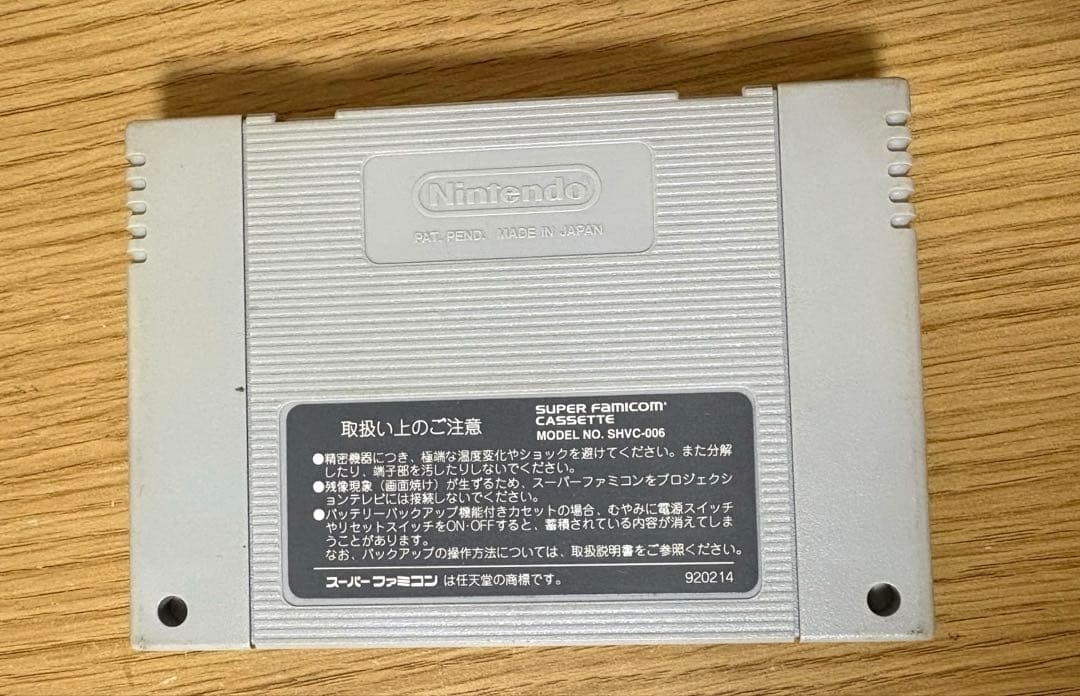 Nintendo®
PAT. PEND. MADE IN JAPAN
取扱い上のご注意
SUPER FAMICOM
CASSETTE
MODEL NO. SHVC-006
●精密機器につき、極端な温度変化やショックを避けてください。また分解
したり、端子部を汚したりしないでください。
●残像現象(画面焼け)が生ずるため、スーパーファミコンをプロジェクシ
ョンテレビには接続しないでください。
●バッテリーバックアップ機能付きカセットの場合、むやみに電源スイッチ
やリセットスイッチをON·OFFすると、蓄積されている内容が消えてしま
うことがあります。
なお、バックアップの操作方法については、取扱説明書をご参照ください。
スーパーファミコン は任天堂の商標です。
920214